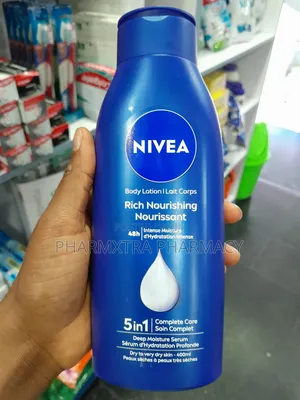 NIVEA
Body Lotion | Lait Corps
Rich Nourishing
Nourissant
48h Intense Moisture
d'Hydratation Intense
PHARMXTRA PHARMACY
5in1 Complete Care
Soin Complet
Deep Moisture Serum
Sérum d'Hydratation Profonde
Dry to very dry skin - 400ml
Peaux sèches à peaux très sèches